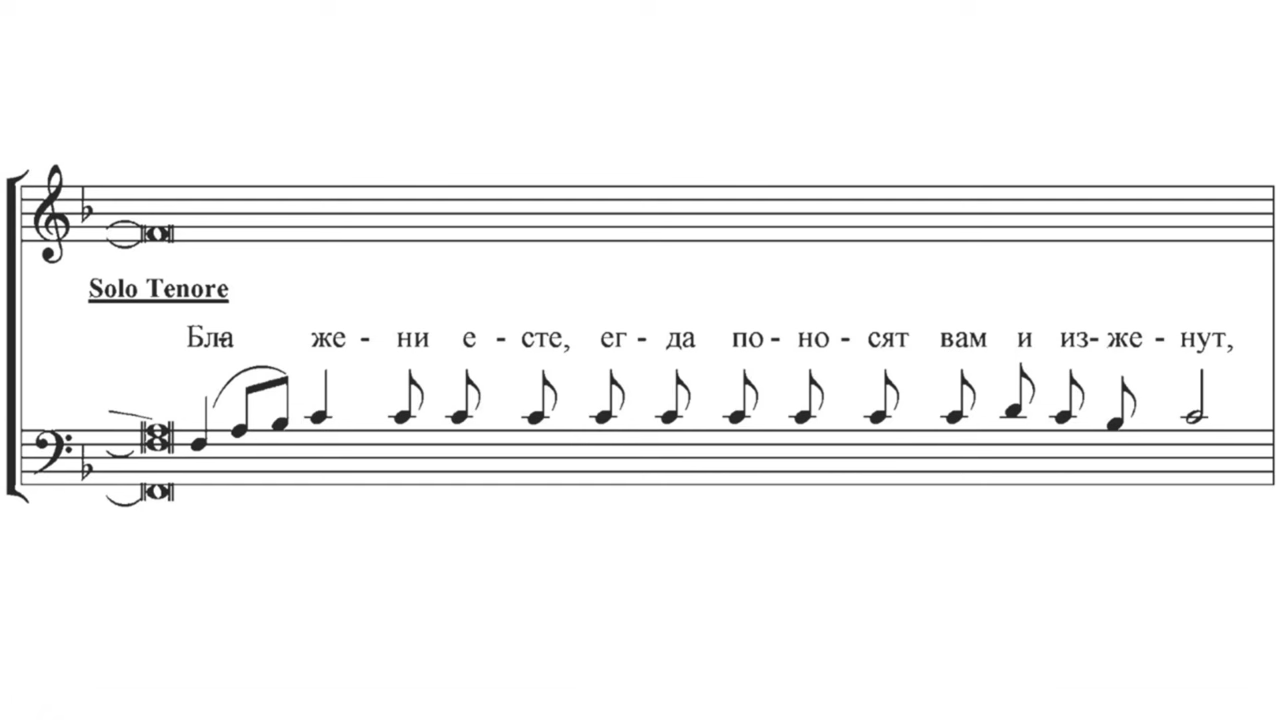 Solo Tenore
Бла же - ни е - сте, ег - да по - но - сят вам и из- же - нут,